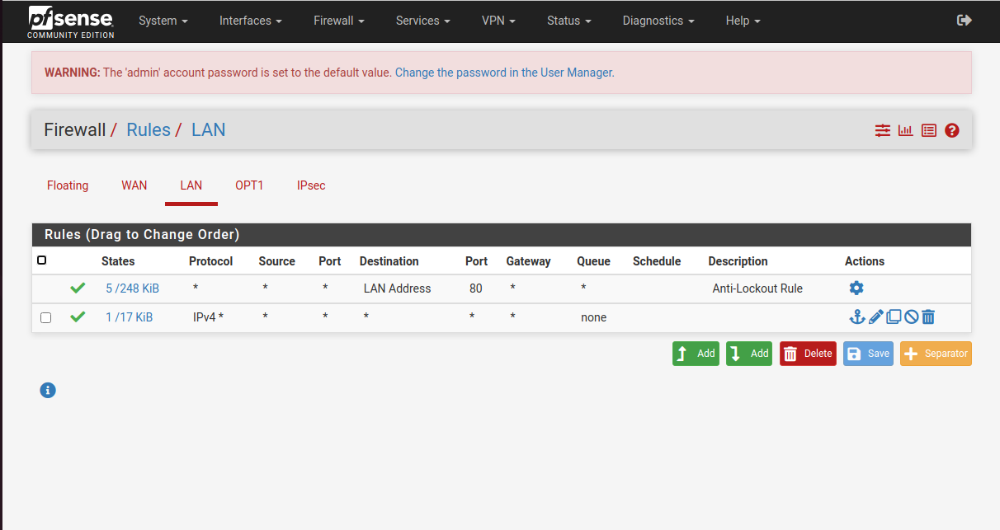 pfsense
COMMUNITY EDITION
System Interfaces Firewall Services VPN Status Diagnostics Help
WARNING: The 'admin' account password is set to the default value. Change the password in the User Manager.
Firewall / Rules / LAN
Floating WAN LAN OPT1 IPsec
Rules (Drag to Change Order)
States Protocol Source Port Destination Port Gateway Queue Schedule Description Actions
5 /248 KiB * * * LAN Address 80 * * Anti-Lockout Rule
1 /17 KiB IPv4 * * * * * * none
Add Add Delete Save Separator